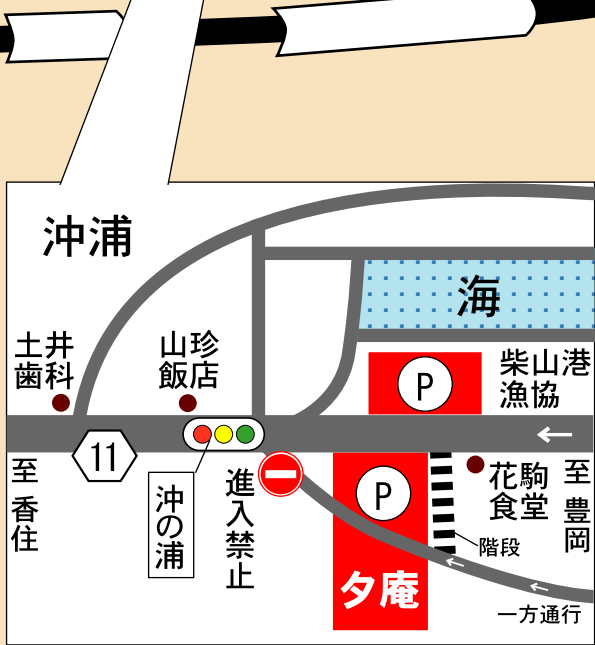 沖浦
海
土井
歯科
山珍
飯店
P
柴山港
漁協
11
至 香住
沖の浦
進入禁止
P
花駒
食堂
至 豊岡
階段
夕庵
一方通行